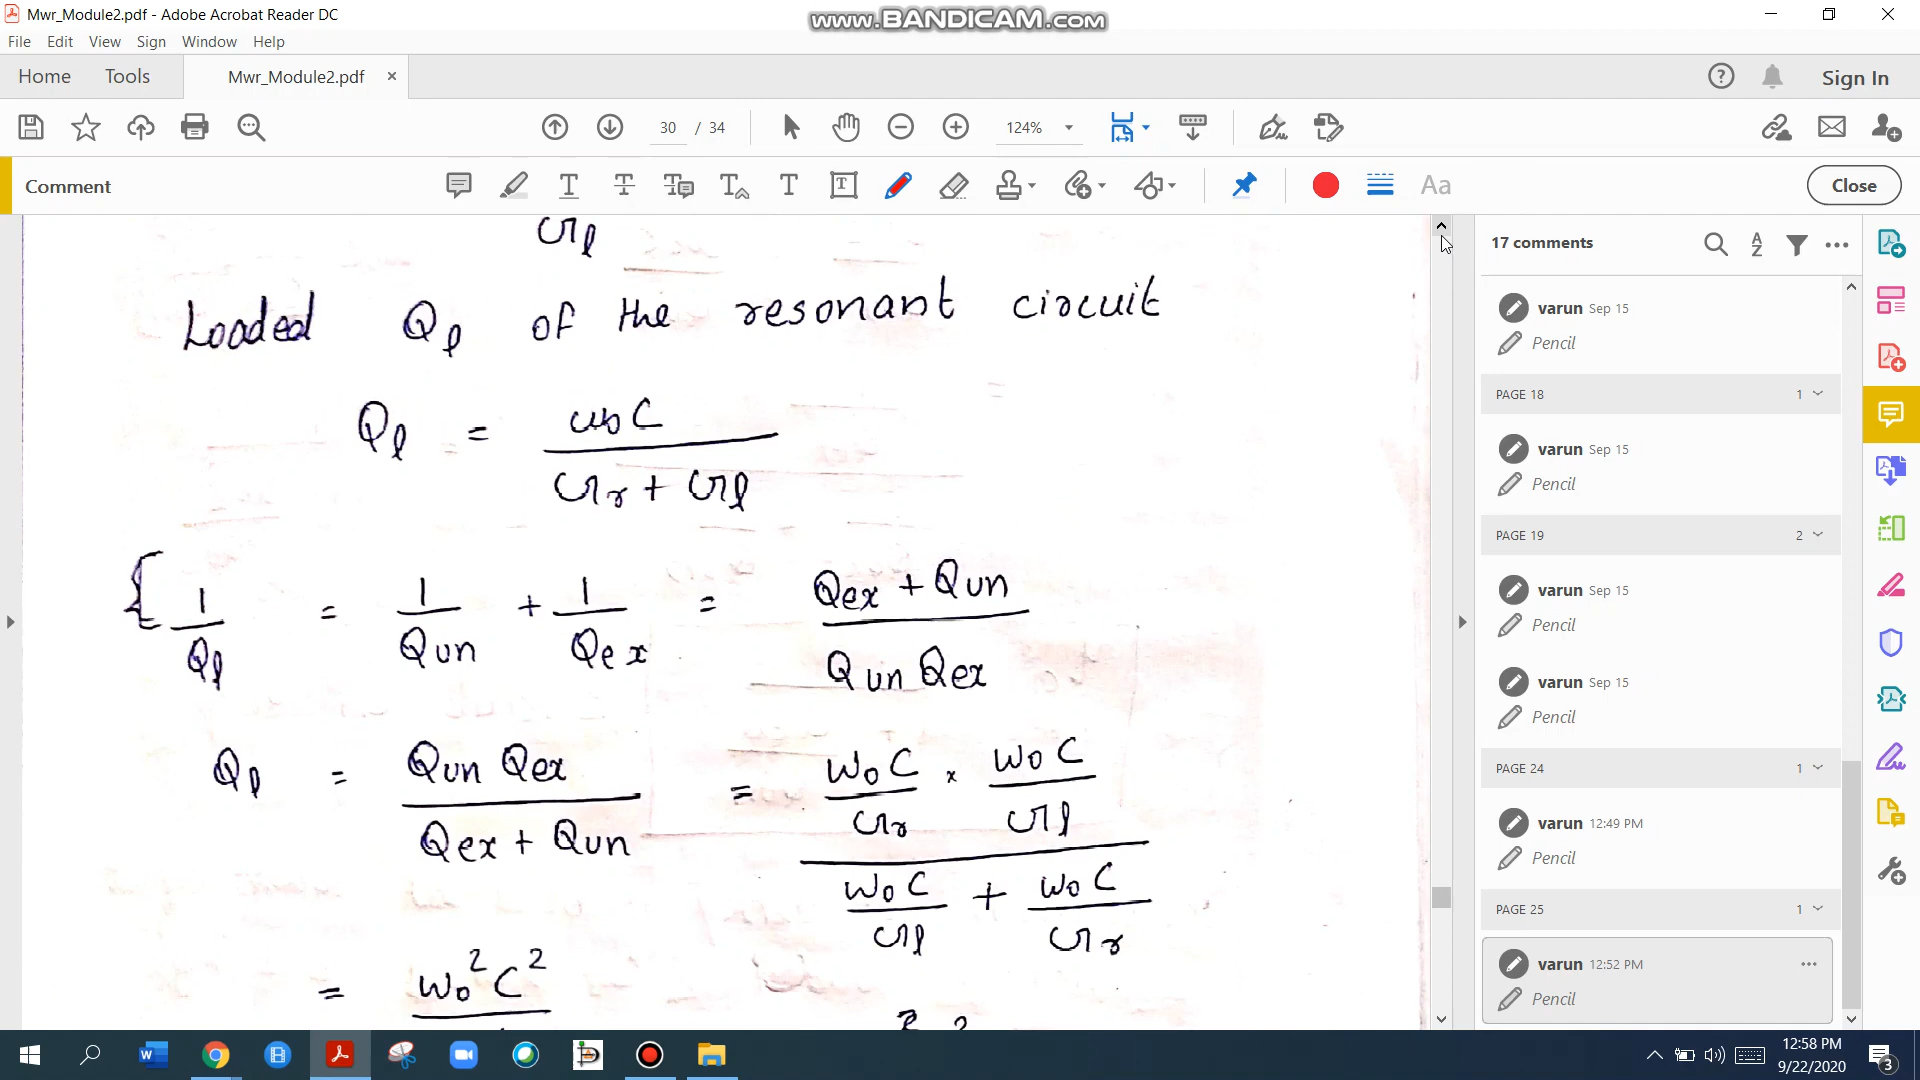 Mwr_Module2.pdf - Adobe Acrobat Reader DC
www.BANDICAM.com
File Edit View Sign Window Help
Home Tools Mwr_Module2.pdf × Sign In
30 / 34 124%
Comment Close
Gl
Loaded Ql of the resonant circuit
Ql = ω0C / Gr + Gl
{ 1/Ql = 1/Qun + 1/Qex = Qex + Qun / Qun Qex
Ql = Qun Qex / Qex + Qun = ω0C/Gr × ω0C/Gl / ω0C/Gl + ω0C/Gr
= ω0² C²
17 comments
varun Sep 15
Pencil
PAGE 18 1
varun Sep 15
Pencil
PAGE 19 2
varun Sep 15
Pencil
varun Sep 15
Pencil
PAGE 24 1
varun 12:49 PM
Pencil
PAGE 25 1
varun 12:52 PM
Pencil
12:58 PM
9/22/2020
3